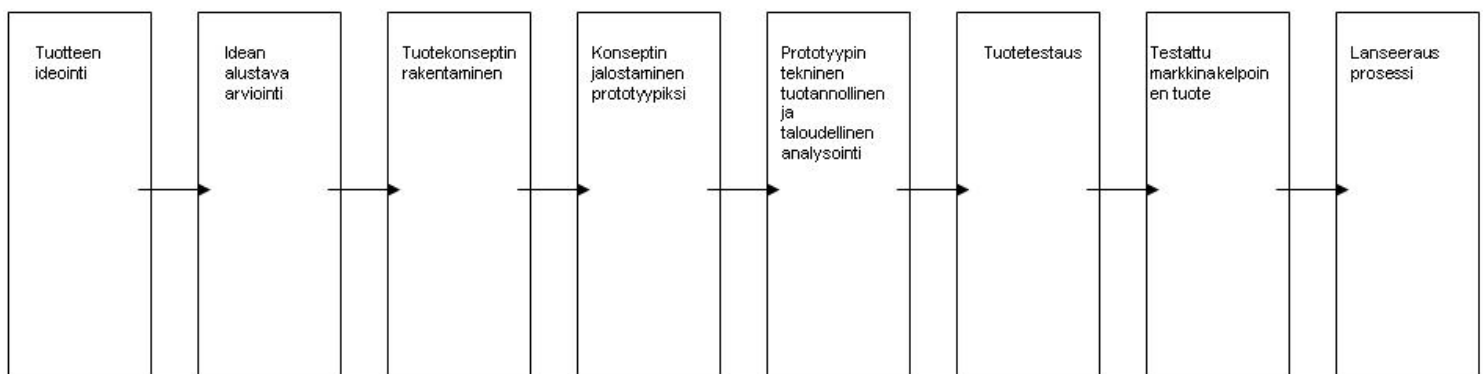 Tuotteen
ideointi
Idean
alustava
arviointi
Tuotekonseptin
rakentaminen
Konseptin
jalostaminen
prototyypiksi
Prototyypin
tekninen
tuotannollinen
ja
taloudellinen
analysointi
Tuotetestaus
Testattu
markkinakelpoin
en tuote
Lanseeraus
prosessi